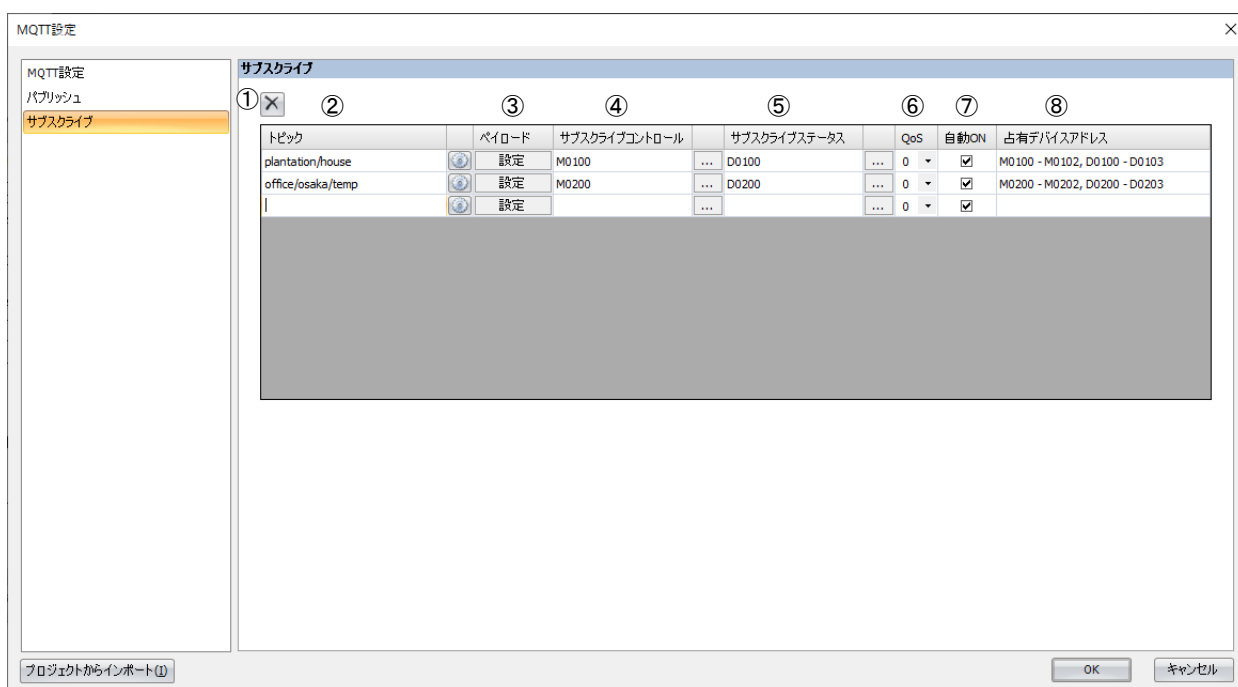 MQTT設定
MQTT設定
パブリッシュ
サブスクライブ
サブスクライブ
① ② ③ ④ ⑤ ⑥ ⑦ ⑧
トピック ペイロード サブスクライブコントロール サブスクライブステータス QoS 自動ON 占有デバイスアドレス
plantation/house 設定 M0100 ... D0100 ... 0 M0100 - M0102, D0100 - D0103
office/osaka/temp 設定 M0200 ... D0200 ... 0 M0200 - M0202, D0200 - D0203
設定 ... ... 0
プロジェクトからインポート(I) OK キャンセル